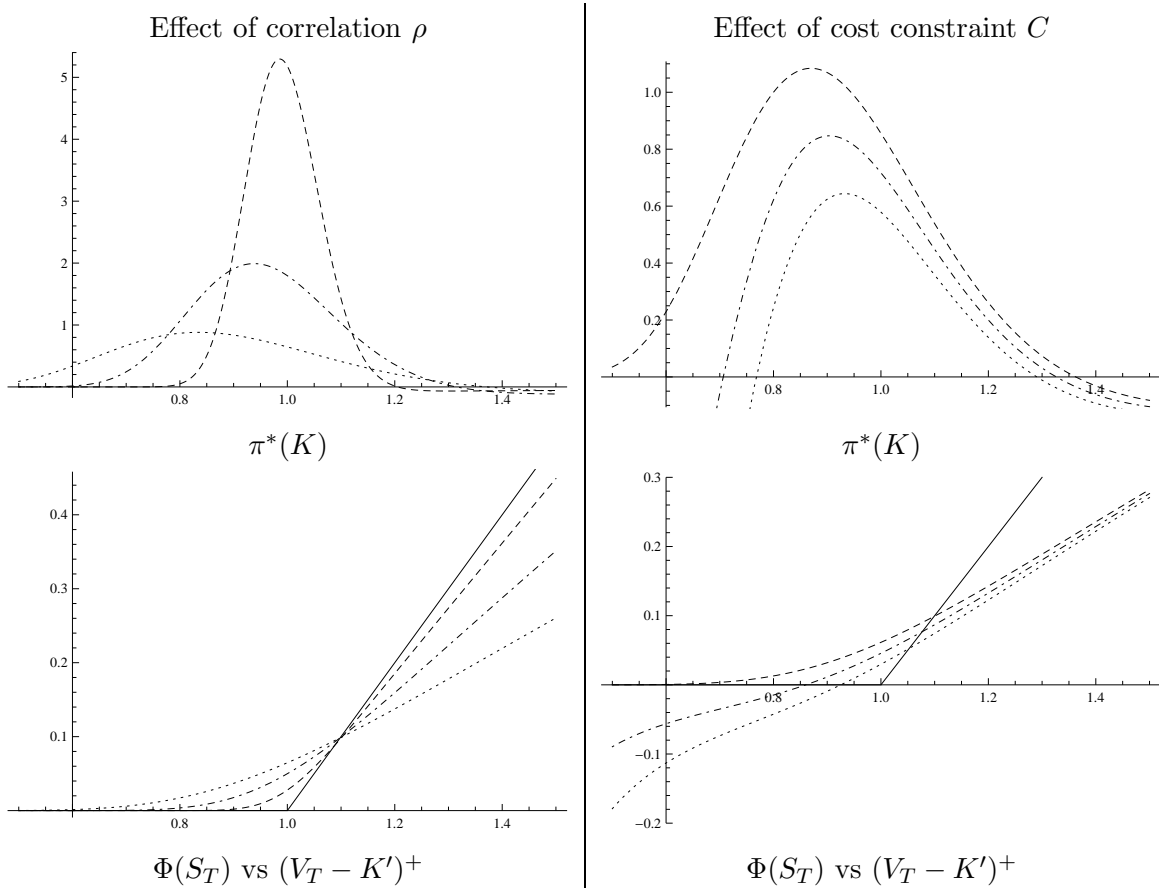 Effect of correlation ρ
5
4
3
2
1
0.8 1.0 1.2 1.4
π*(K)
0.4
0.3
0.2
0.1
0.8 1.0 1.2 1.4
Φ(S_T) vs (V_T − K′)⁺
Effect of cost constraint C
1.0
0.8
0.6
0.4
0.2
0.8 1.0 1.2 1.4
π*(K)
0.3
0.2
0.1
0.8 1.0 1.2 1.4
−0.1
−0.2
Φ(S_T) vs (V_T − K′)⁺